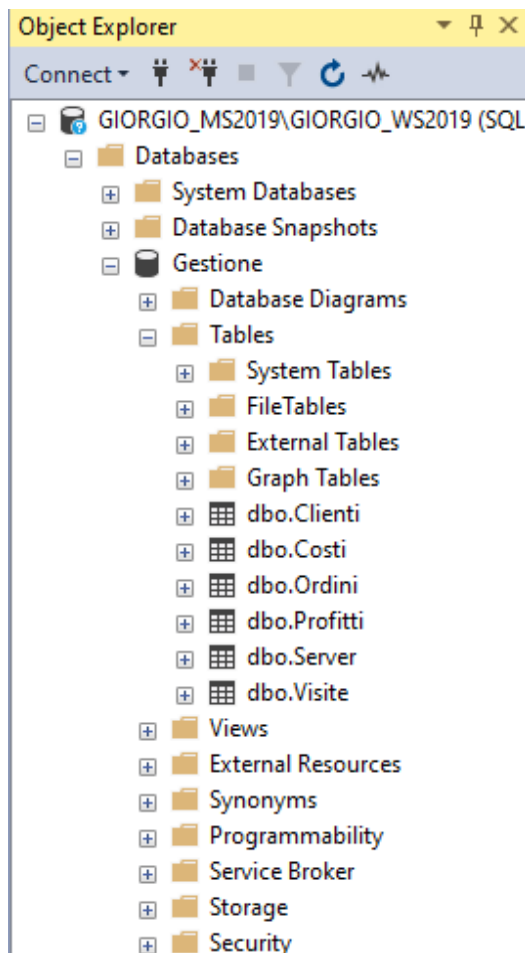 Object Explorer
Connect
GIORGIO_MS2019\GIORGIO_WS2019 (SQL
Databases
System Databases
Database Snapshots
Gestione
Database Diagrams
Tables
System Tables
FileTables
External Tables
Graph Tables
dbo.Clienti
dbo.Costi
dbo.Ordini
dbo.Profitti
dbo.Server
dbo.Visite
Views
External Resources
Synonyms
Programmability
Service Broker
Storage
Security